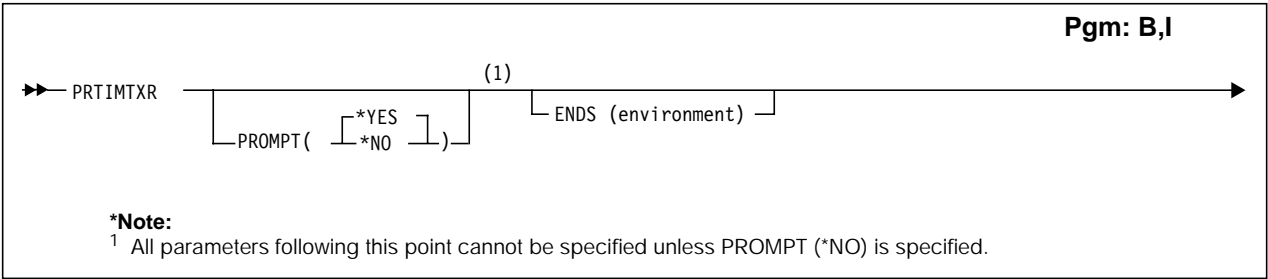 Pgm: B,I
PRTIMTXR
(1)
PROMPT( *YES
*NO )
ENDS (environment)
*Note:
1 All parameters following this point cannot be specified unless PROMPT (*NO) is specified.